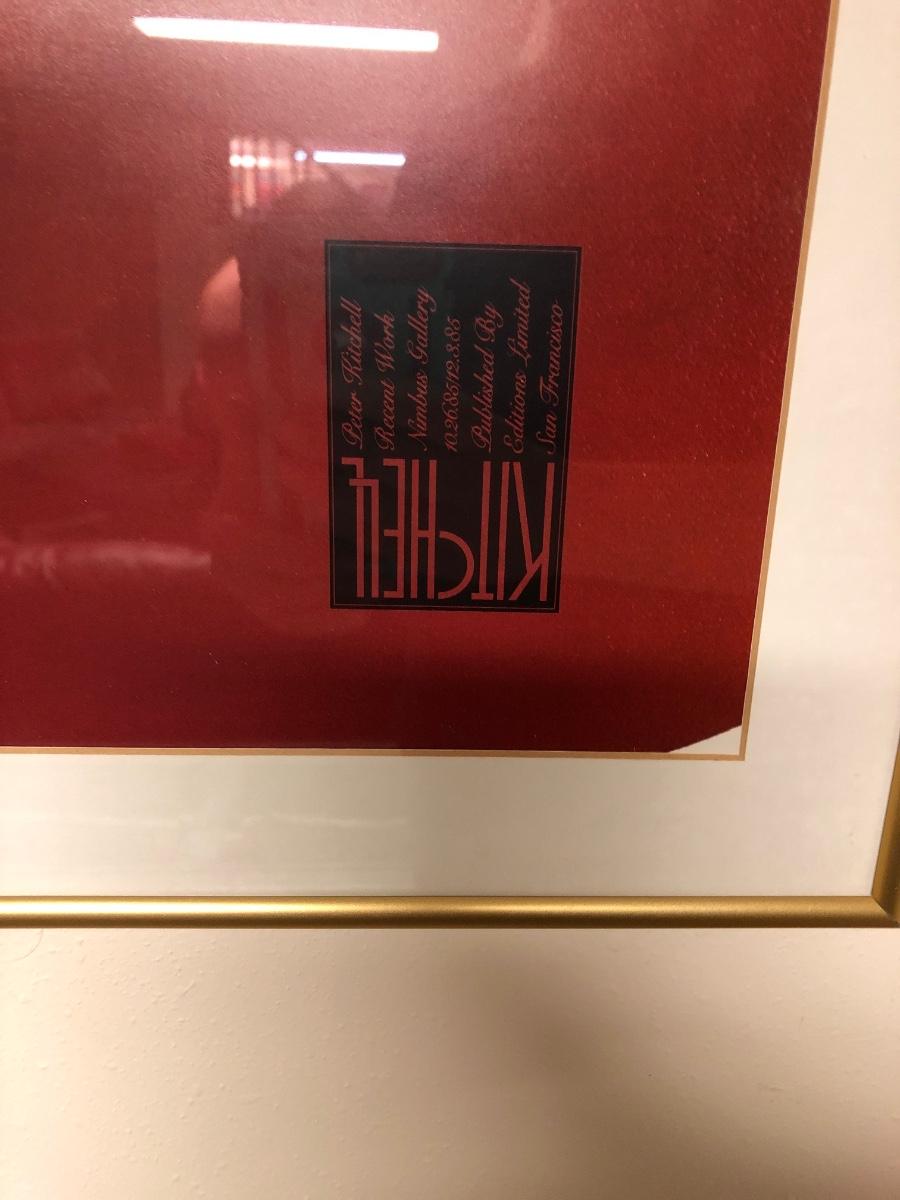 Peter Kitchell
Recent Work
Nimbus Gallery
10.26.85/12.3.85
Published By
Editions Limited
San Francisco
KITCHELL